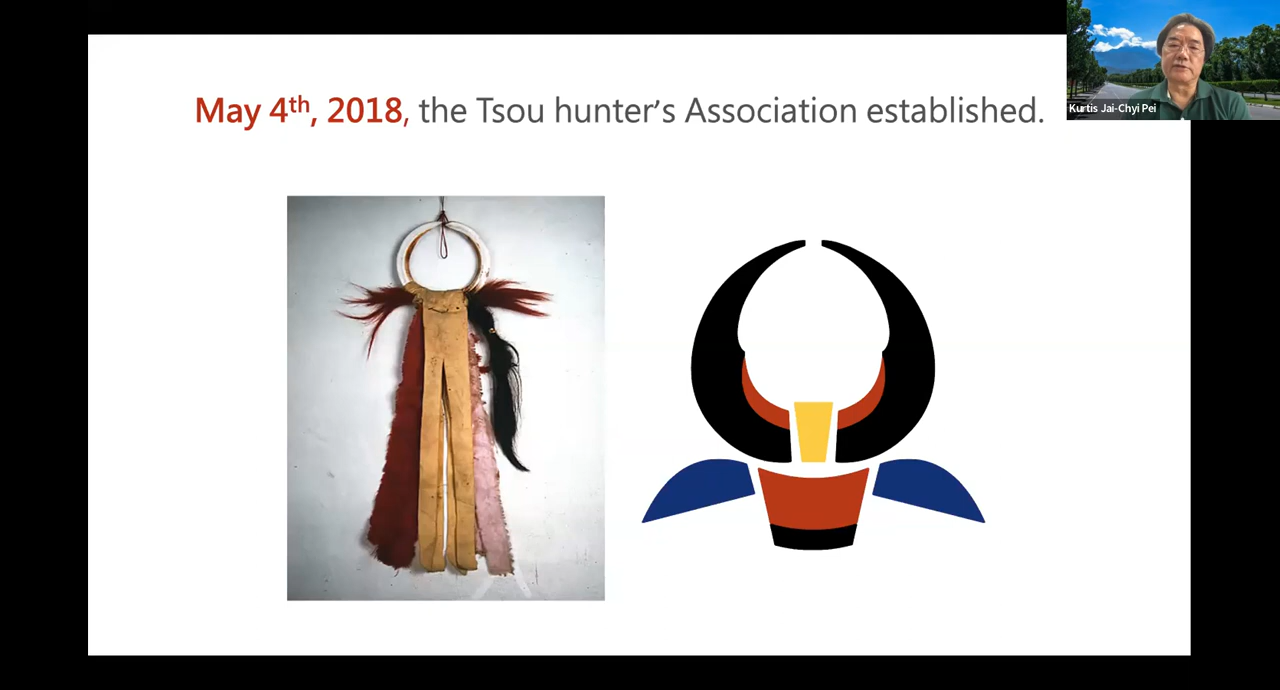 May 4th, 2018, the Tsou hunter's Association established.
Kurtis Jai-Chyi Pei